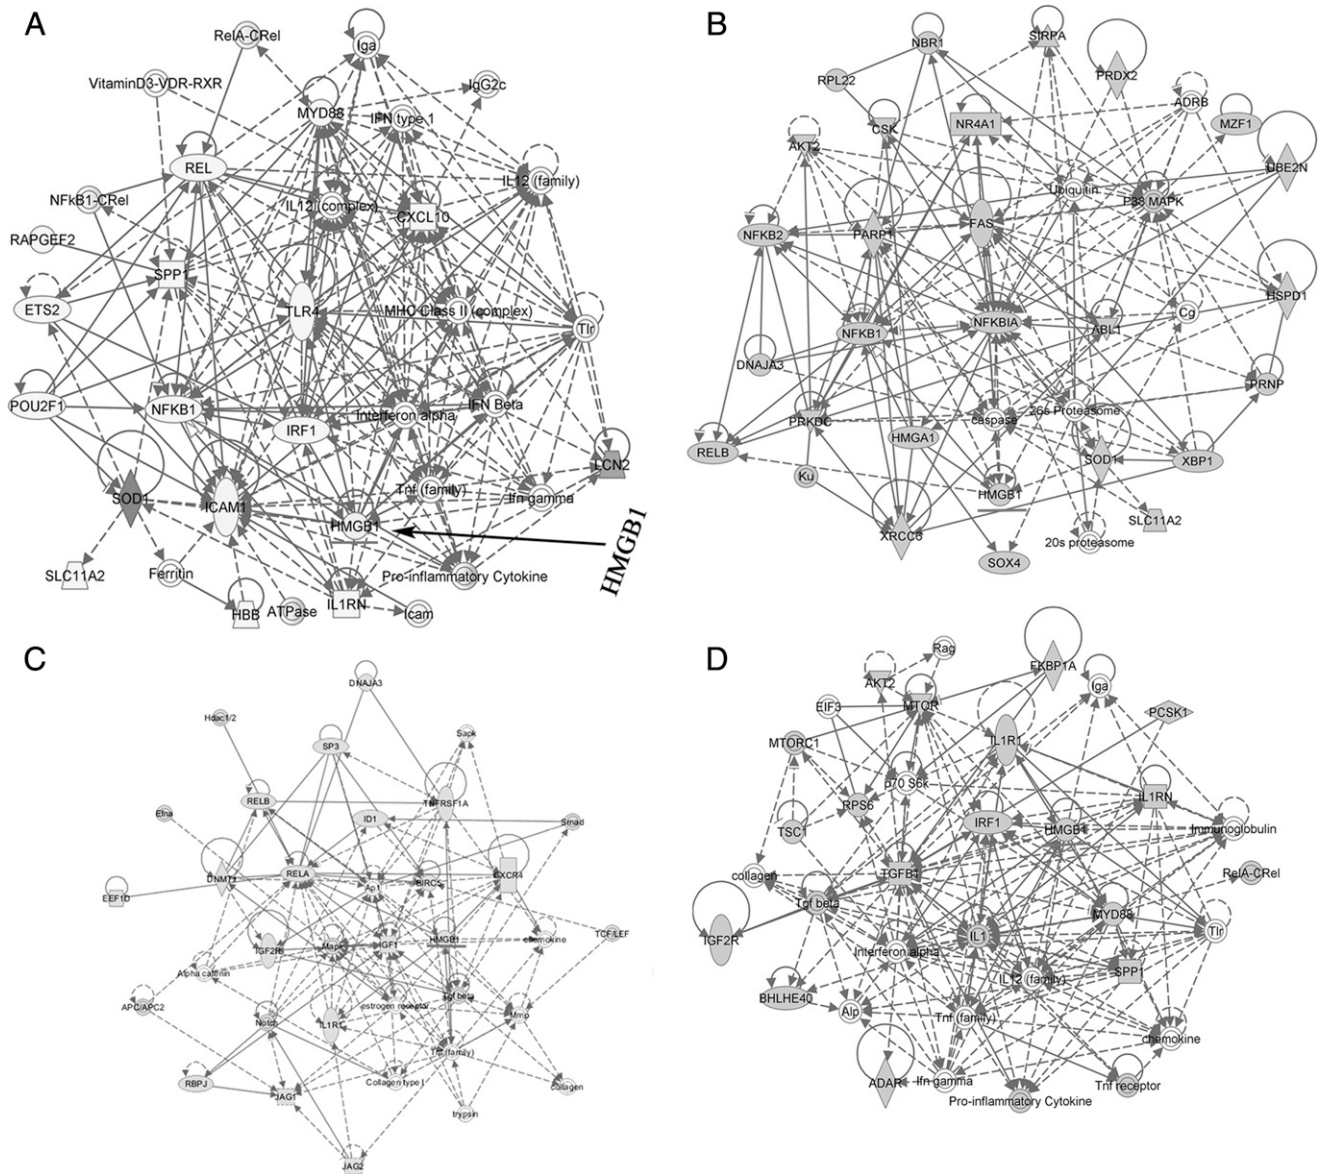 A
RelA-CRel
Iga
VitaminD3-VDR-RXR
IgG2c
MYD88
IFN type 1
REL
IL12 (family)
NFkB1-CRel
IL12 (complex)
CXCL10
RAPGEF2
SPP1
ETS2
TLR4
MHC Class II (complex)
Tlr
POU2F1
NFKB1
IRF1
Interferon alpha
IFN Beta
LCN2
SOD1
ICAM1
Tnf (family)
Ifn gamma
HMGB1
HMGB1
SLC11A2
Ferritin
Pro-inflammatory Cytokine
HBB
ATPase
IL1RN
Icam
B
NBR1
SIRPA
PRDX2
RPL22
ADRB
AKT2
CSK
NR4A1
MZF1
UBE2N
Ubiquitin
P38 MAPK
NFKB2
PARP1
FAS
HSPD1
NFKB1
NFKBIA
ABL1
Cg
DNAJA3
PRNP
PRKDC
caspase
26s Proteasome
RELB
HMGA1
SOD1
XBP1
Ku
HMGB1
SLC11A2
XRCC6
20s proteasome
SOX4
C
DNAJA3
Hdac1/2
SP3
Sapk
RELB
TNFRSF1A
Efna
ID1
Smad
DNMT1
RELA
Ap1
BIRC5
CXCR4
EEF1D
IGF2R
Mapk
IGF1
HMGB1
chemokine
TCF/LEF
Alpha catenin
APC/APC2
estrogen receptor
Tgf beta
Notch
IL1R1
Mmp
Tnf (family)
RBPJ
JAG1
Collagen type I
collagen
trypsin
JAG2
D
Rag
FKBP1A
AKT2
Iga
EIF3
MTOR
PCSK1
MTORC1
IL1R1
p70 S6k
IL1RN
TSC1
RPS6
IRF1
HMGB1
Immunoglobulin
collagen
TGFB1
RelA-CRel
Tgf beta
MYD88
IGF2R
IL1
Tlr
Interferon alpha
IL12 (family)
SPP1
BHLHE40
Alp
Tnf (family)
chemokine
ADAR
Ifn gamma
Tnf receptor
Pro-inflammatory Cytokine